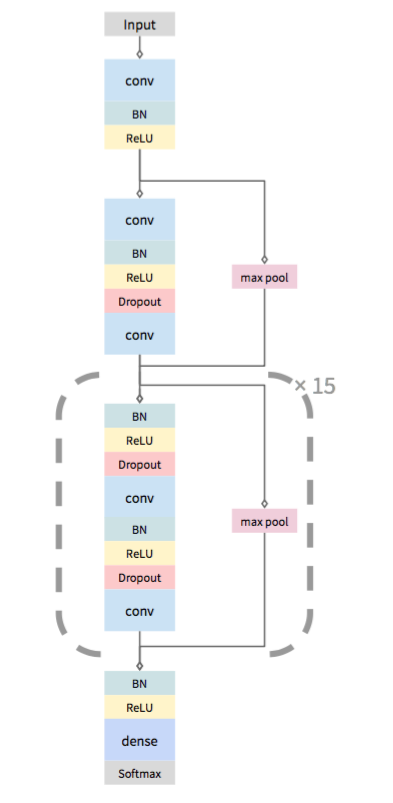 Input
conv
BN
ReLU
conv
BN
ReLU
Dropout
conv
max pool
× 15
BN
ReLU
Dropout
conv
BN
ReLU
Dropout
conv
max pool
BN
ReLU
dense
Softmax